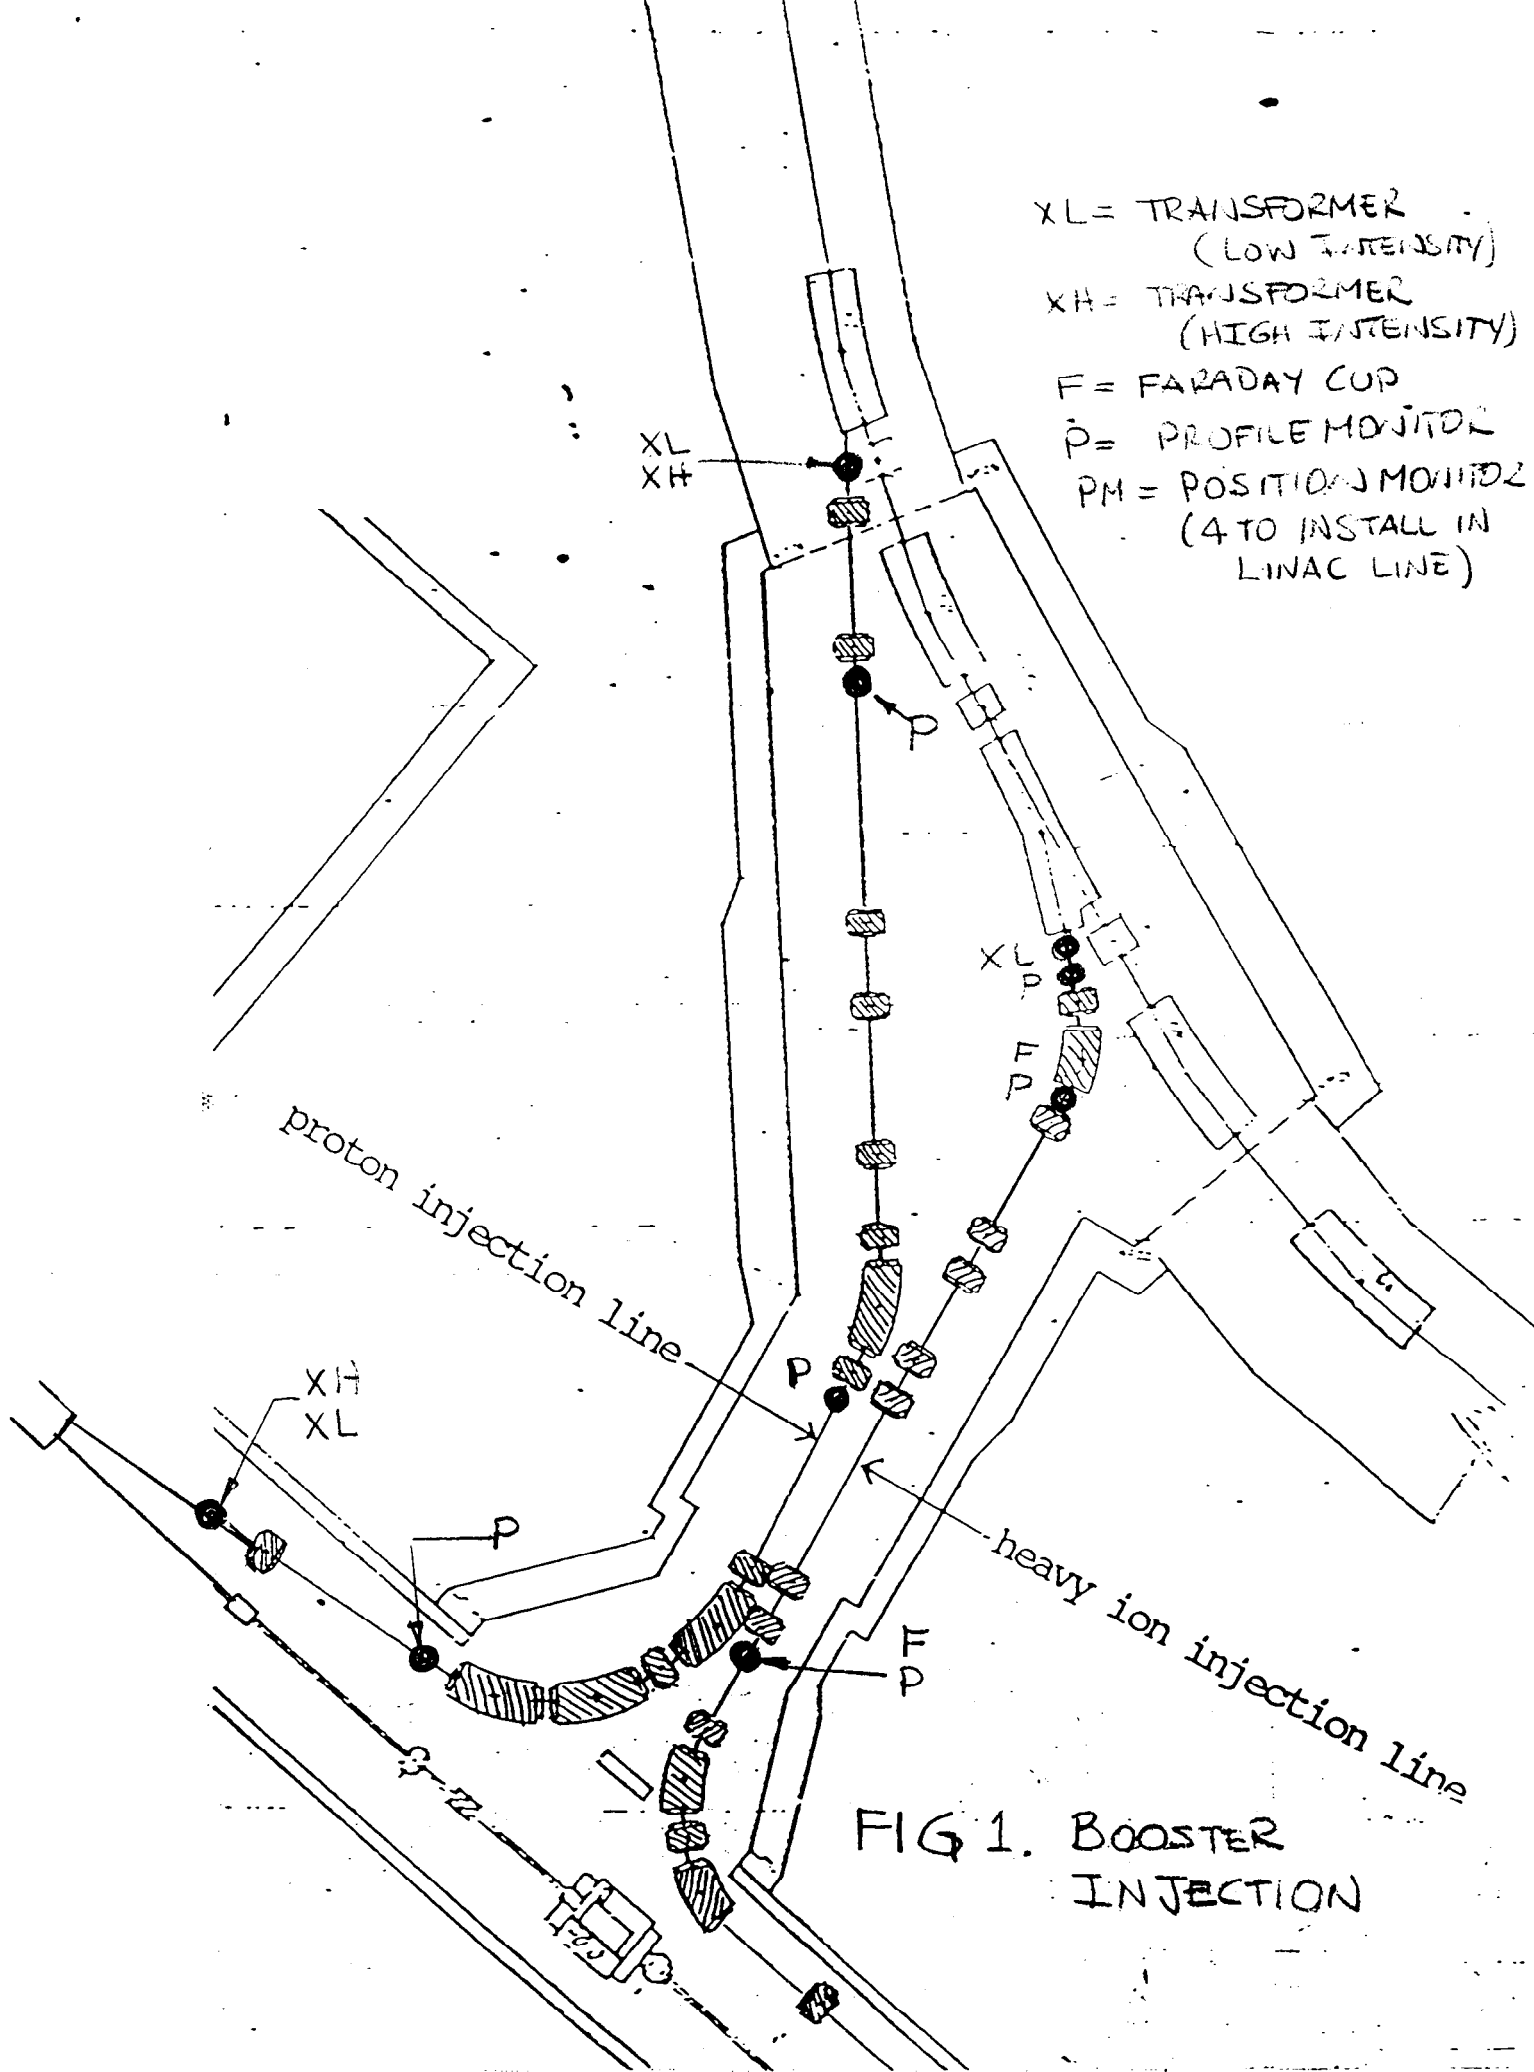 XL = TRANSFORMER
(LOW INTENSITY)
XH = TRANSFORMER
(HIGH INTENSITY)
F = FARADAY CUP
P = PROFILE MONITOR
PM = POSITION MONITOR
(4 TO INSTALL IN
LINAC LINE)
XL
XH
P
XL
P
F
P
proton injection line
P
XH
XL
P
heavy ion injection line
F
P
FIG 1. BOOSTER
INJECTION